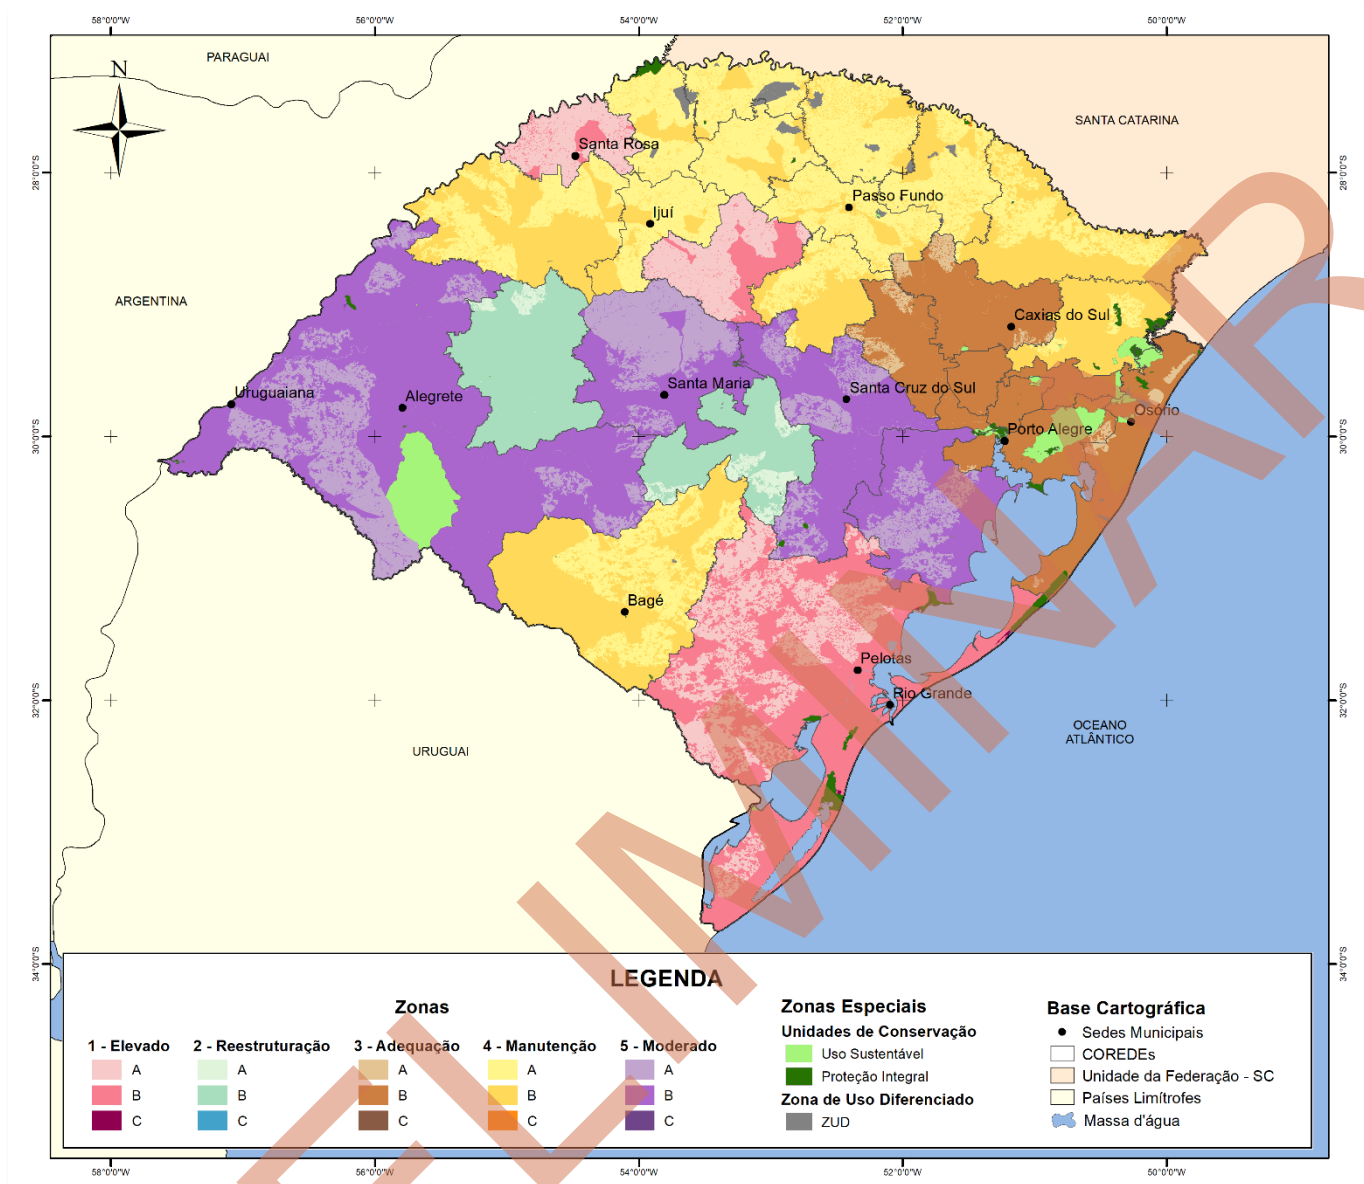 58°0'0"W 56°0'0"W 54°0'0"W 52°0'0"W 50°0'0"W
PARAGUAI
N
SANTA CATARINA
Santa Rosa
28°0'0"S 28°0'0"S
Passo Fundo
Ijuí
ARGENTINA
Caxias do Sul
Santa Maria
Santa Cruz do Sul
Uruguaiana
Alegrete
Osório
Porto Alegre
30°0'0"S 30°0'0"S
Bagé
Pelotas
Rio Grande
32°0'0"S 32°0'0"S
OCEANO
ATLÂNTICO
URUGUAI
PRELIMINAR
34°0'0"S 34°0'0"S
LEGENDA
Zonas
1 - Elevado
A
B
C
2 - Reestruturação
A
B
C
3 - Adequação
A
B
C
4 - Manutenção
A
B
C
5 - Moderado
A
B
C
Zonas Especiais
Unidades de Conservação
Uso Sustentável
Proteção Integral
Zona de Uso Diferenciado
ZUD
Base Cartográfica
Sedes Municipais
COREDEs
Unidade da Federação - SC
Países Limítrofes
Massa d'água
58°0'0"W 56°0'0"W 54°0'0"W 52°0'0"W 50°0'0"W